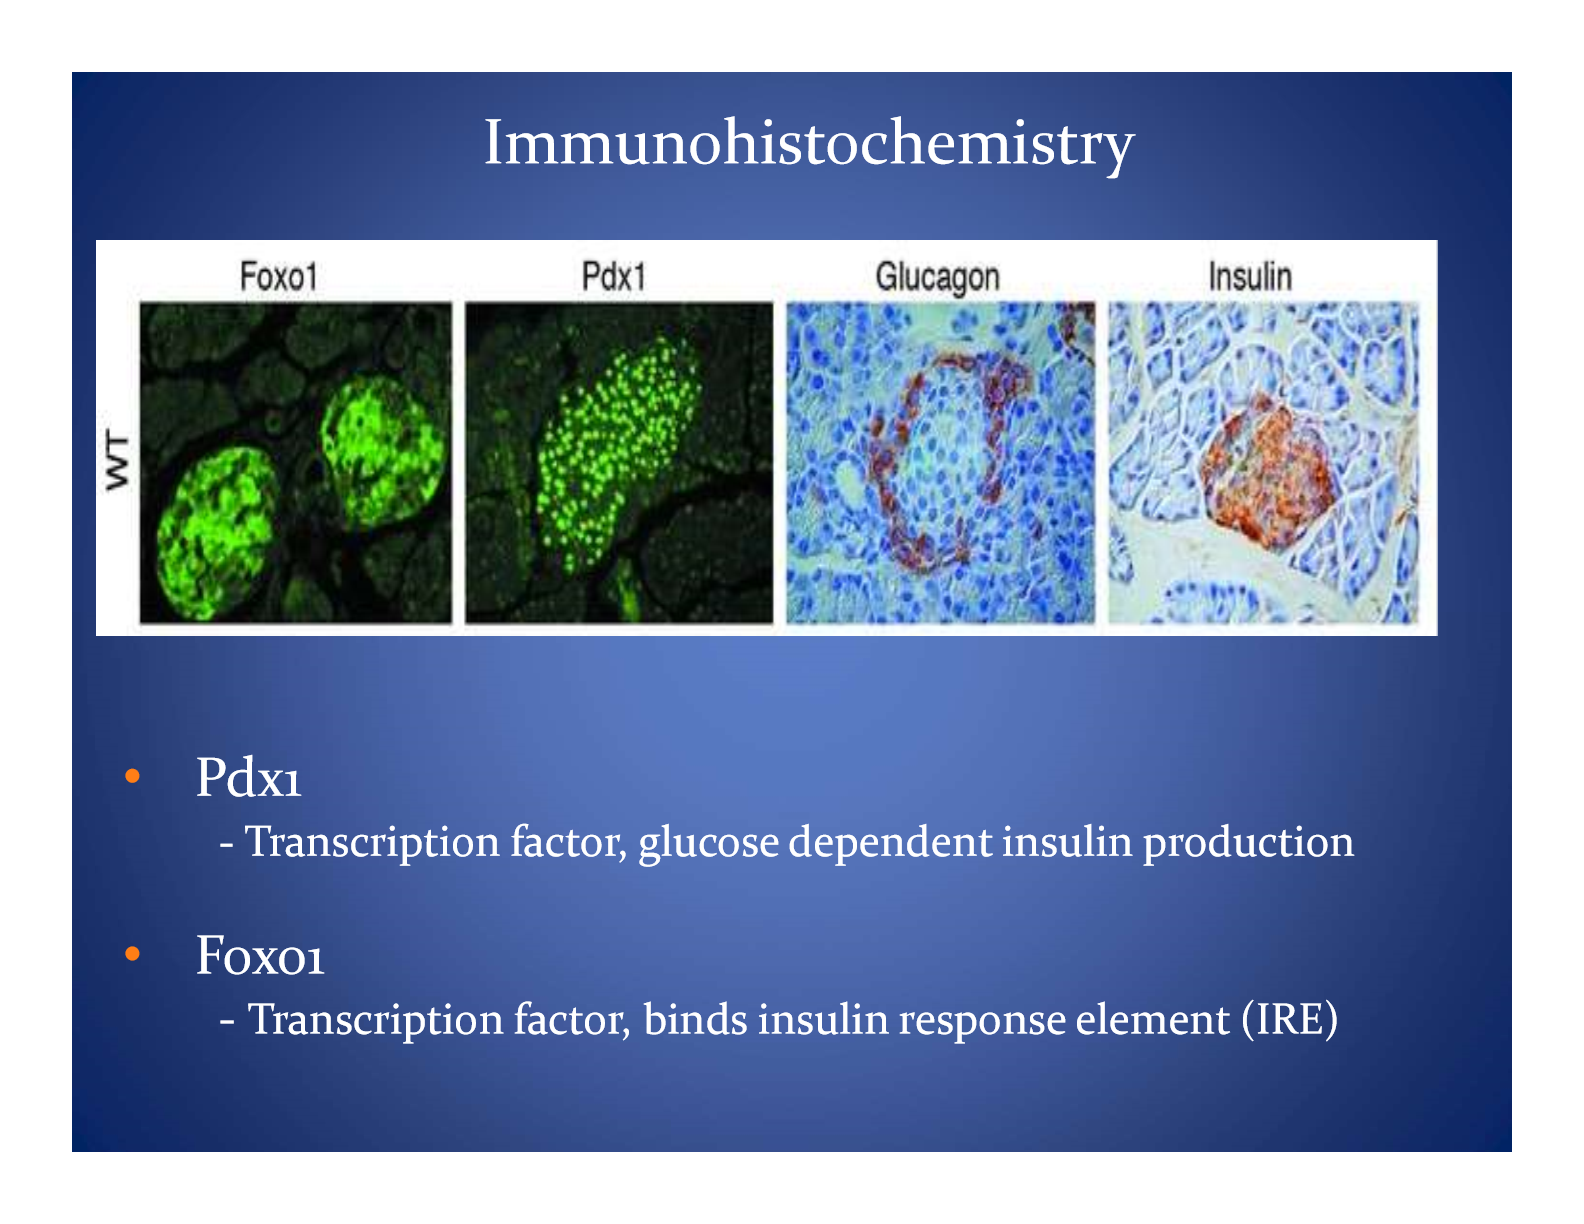 Immunohistochemistry
Foxo1 Pdx1 Glucagon Insulin
WT
• Pdx1
- Transcription factor, glucose dependent insulin production
• Foxo1
- Transcription factor, binds insulin response element (IRE)